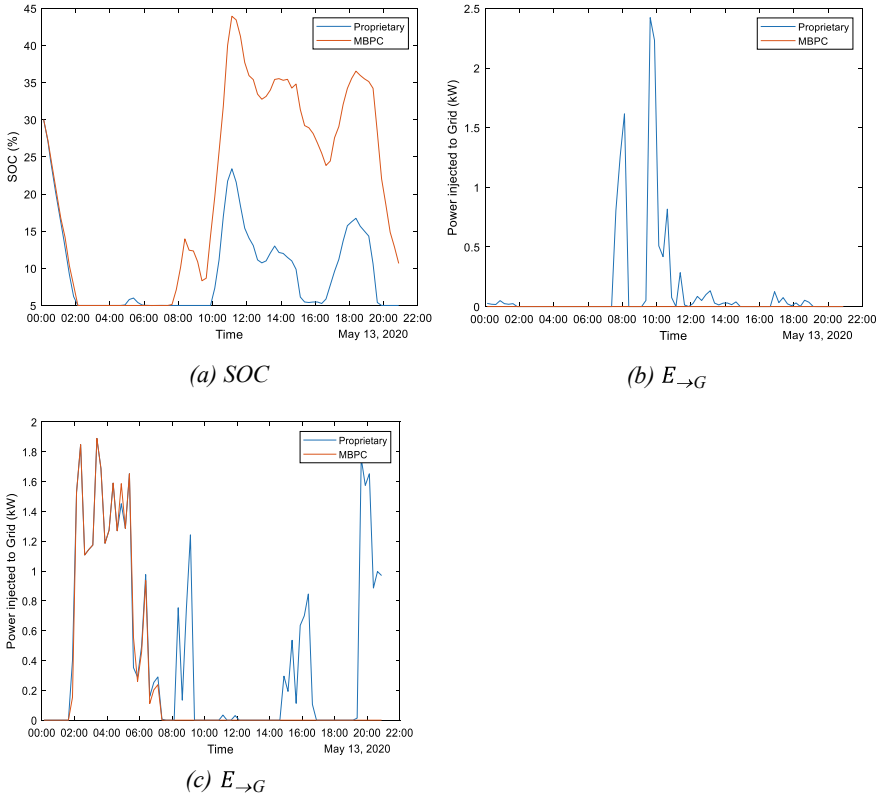 45
40
35
30
25
20
15
10
5
SOC (%)
Proprietary
MBPC
00:00 02:00 04:00 06:00 08:00 10:00 12:00 14:00 16:00 18:00 20:00 22:00
Time
May 13, 2020
(a) SOC
3
2.5
2
1.5
1
0.5
0
Power injected to Grid (kW)
Proprietary
MBPC
00:00 02:00 04:00 06:00 08:00 10:00 12:00 14:00 16:00 18:00 20:00 22:00
Time
May 13, 2020
(b) E→G
2
1.8
1.6
1.4
1.2
1
0.8
0.6
0.4
0.2
0
Power injected to Grid (kW)
Proprietary
MBPC
00:00 02:00 04:00 06:00 08:00 10:00 12:00 14:00 16:00 18:00 20:00 22:00
Time
May 13, 2020
(c) E→G